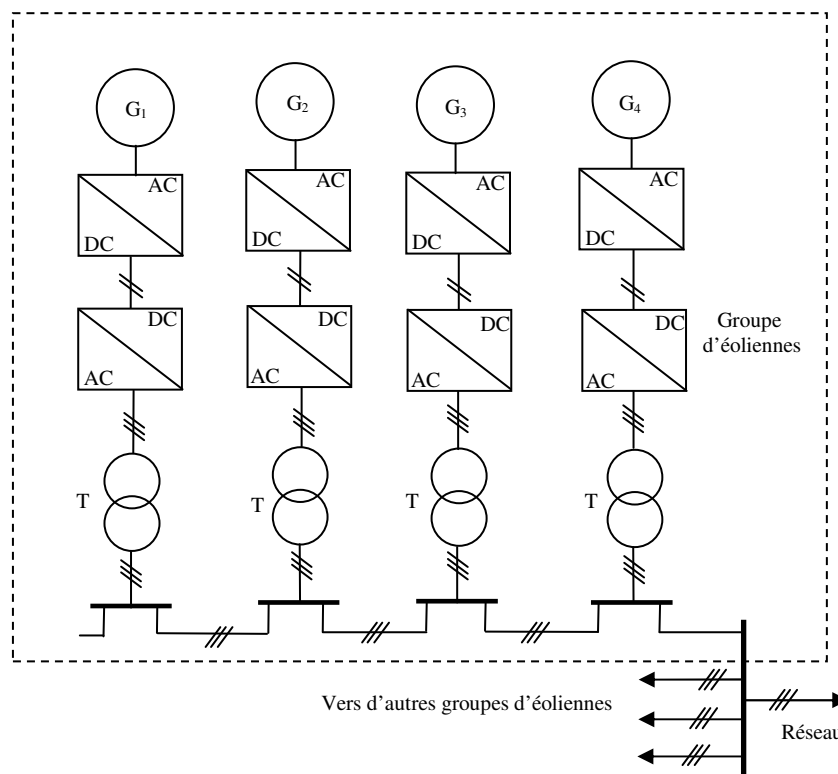 G1
G2
G3
G4
AC
AC
AC
AC
DC
DC
DC
DC
DC
DC
DC
DC
Groupe
d'éoliennes
AC
AC
AC
AC
T
T
T
T
Vers d'autres groupes d'éoliennes
Réseau